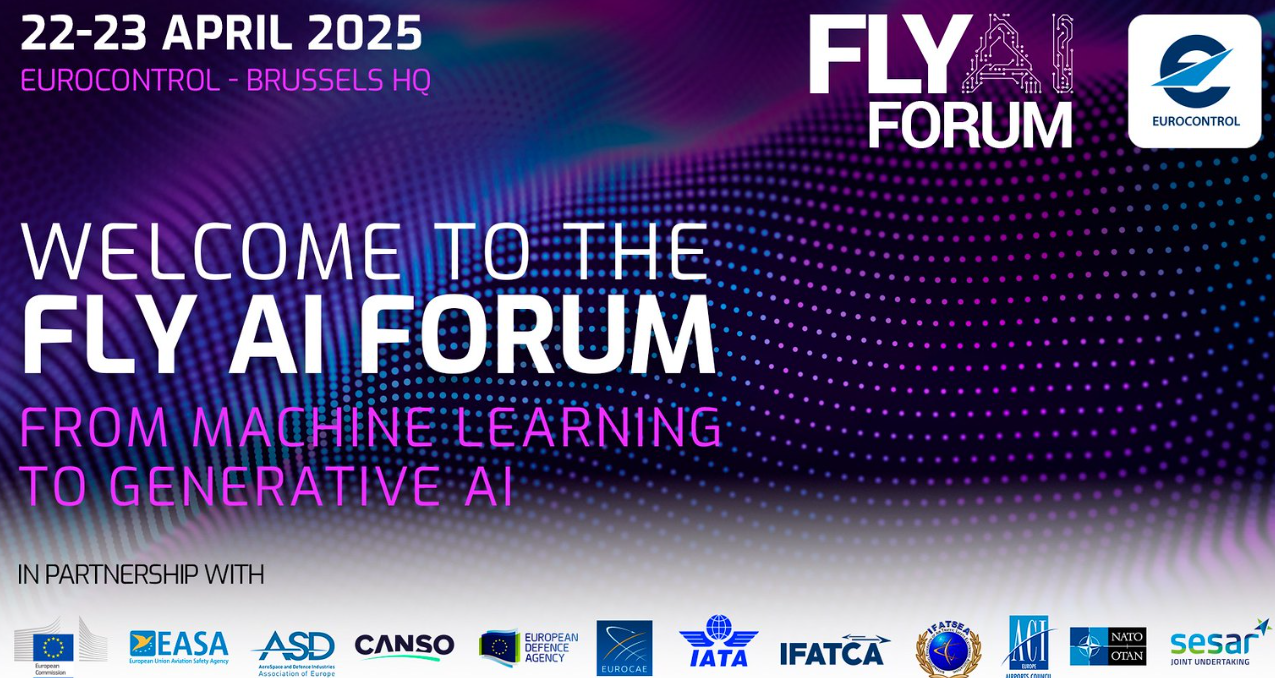 22-23 APRIL 2025
EUROCONTROL - BRUSSELS HQ
FLY AI
FORUM
EUROCONTROL
WELCOME TO THE
FLY AI FORUM
FROM MACHINE LEARNING
TO GENERATIVE AI
IN PARTNERSHIP WITH
European
Commission
EASA
European Union Aviation Safety Agency
ASD
AeroSpace and Defence Industries
Association of Europe
CANSO
EUROPEAN
DEFENCE
AGENCY
EUROCAE
IATA
IFATCA
IFATSEA
ACI
EUROPE
AIRPORTS COUNCIL
NATO
OTAN
sesar
JOINT UNDERTAKING